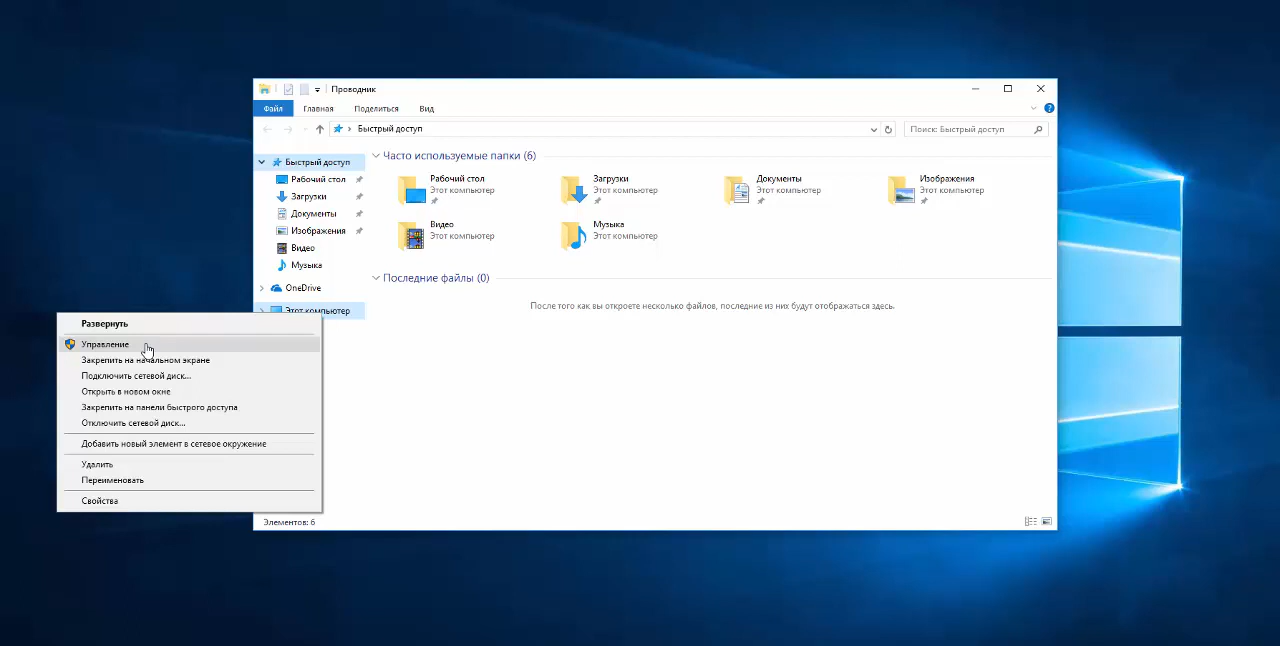 Проводник
Файл
Главная
Поделиться
Вид
Быстрый доступ
Поиск: Быстрый доступ
Быстрый доступ
Рабочий стол
Загрузки
Документы
Изображения
Видео
Музыка
OneDrive
Этот компьютер
Часто используемые папки (6)
Рабочий стол
Этот компьютер
Загрузки
Этот компьютер
Документы
Этот компьютер
Изображения
Этот компьютер
Видео
Этот компьютер
Музыка
Этот компьютер
Последние файлы (0)
После того как вы откроете несколько файлов, последние из них будут отображаться здесь.
Развернуть
Управление
Закрепить на начальном экране
Подключить сетевой диск...
Открыть в новом окне
Закрепить на панели быстрого доступа
Отключить сетевой диск...
Добавить новый элемент в сетевое окружение
Удалить
Переименовать
Свойства
Элементов: 6